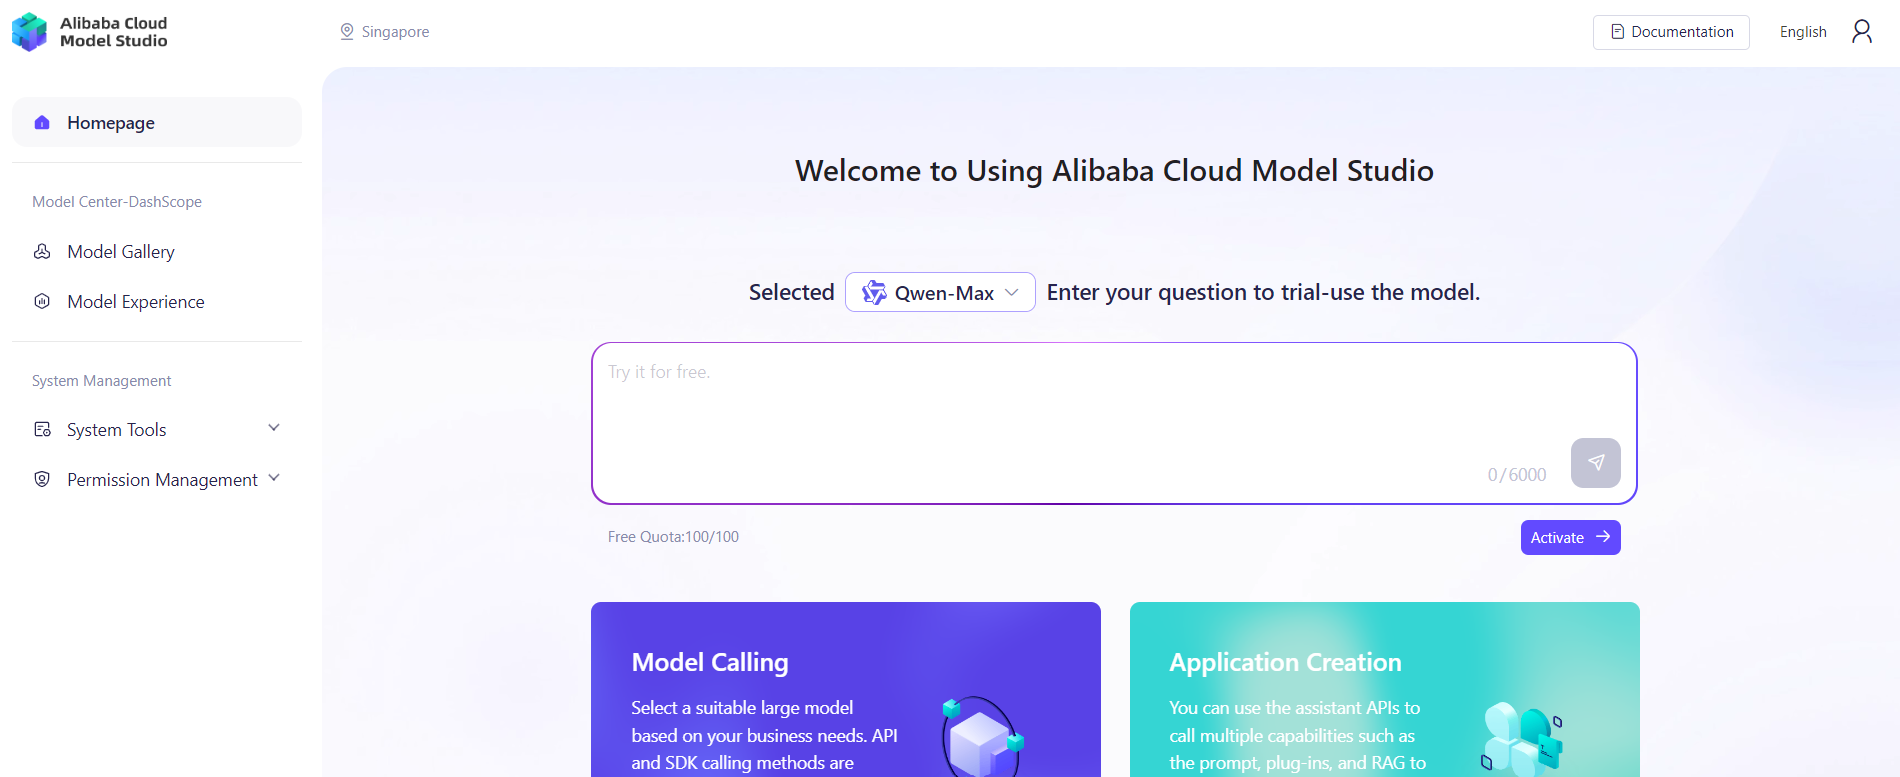 Alibaba Cloud
Model Studio
Singapore
Documentation
English
Homepage
Model Center-DashScope
Model Gallery
Model Experience
System Management
System Tools
Permission Management
Welcome to Using Alibaba Cloud Model Studio
Selected Qwen-Max Enter your question to trial-use the model.
Try it for free.
0/6000
Free Quota:100/100
Activate
Model Calling
Select a suitable large model
based on your business needs. API
and SDK calling methods are
Application Creation
You can use the assistant APIs to
call multiple capabilities such as
the prompt, plug-ins, and RAG to